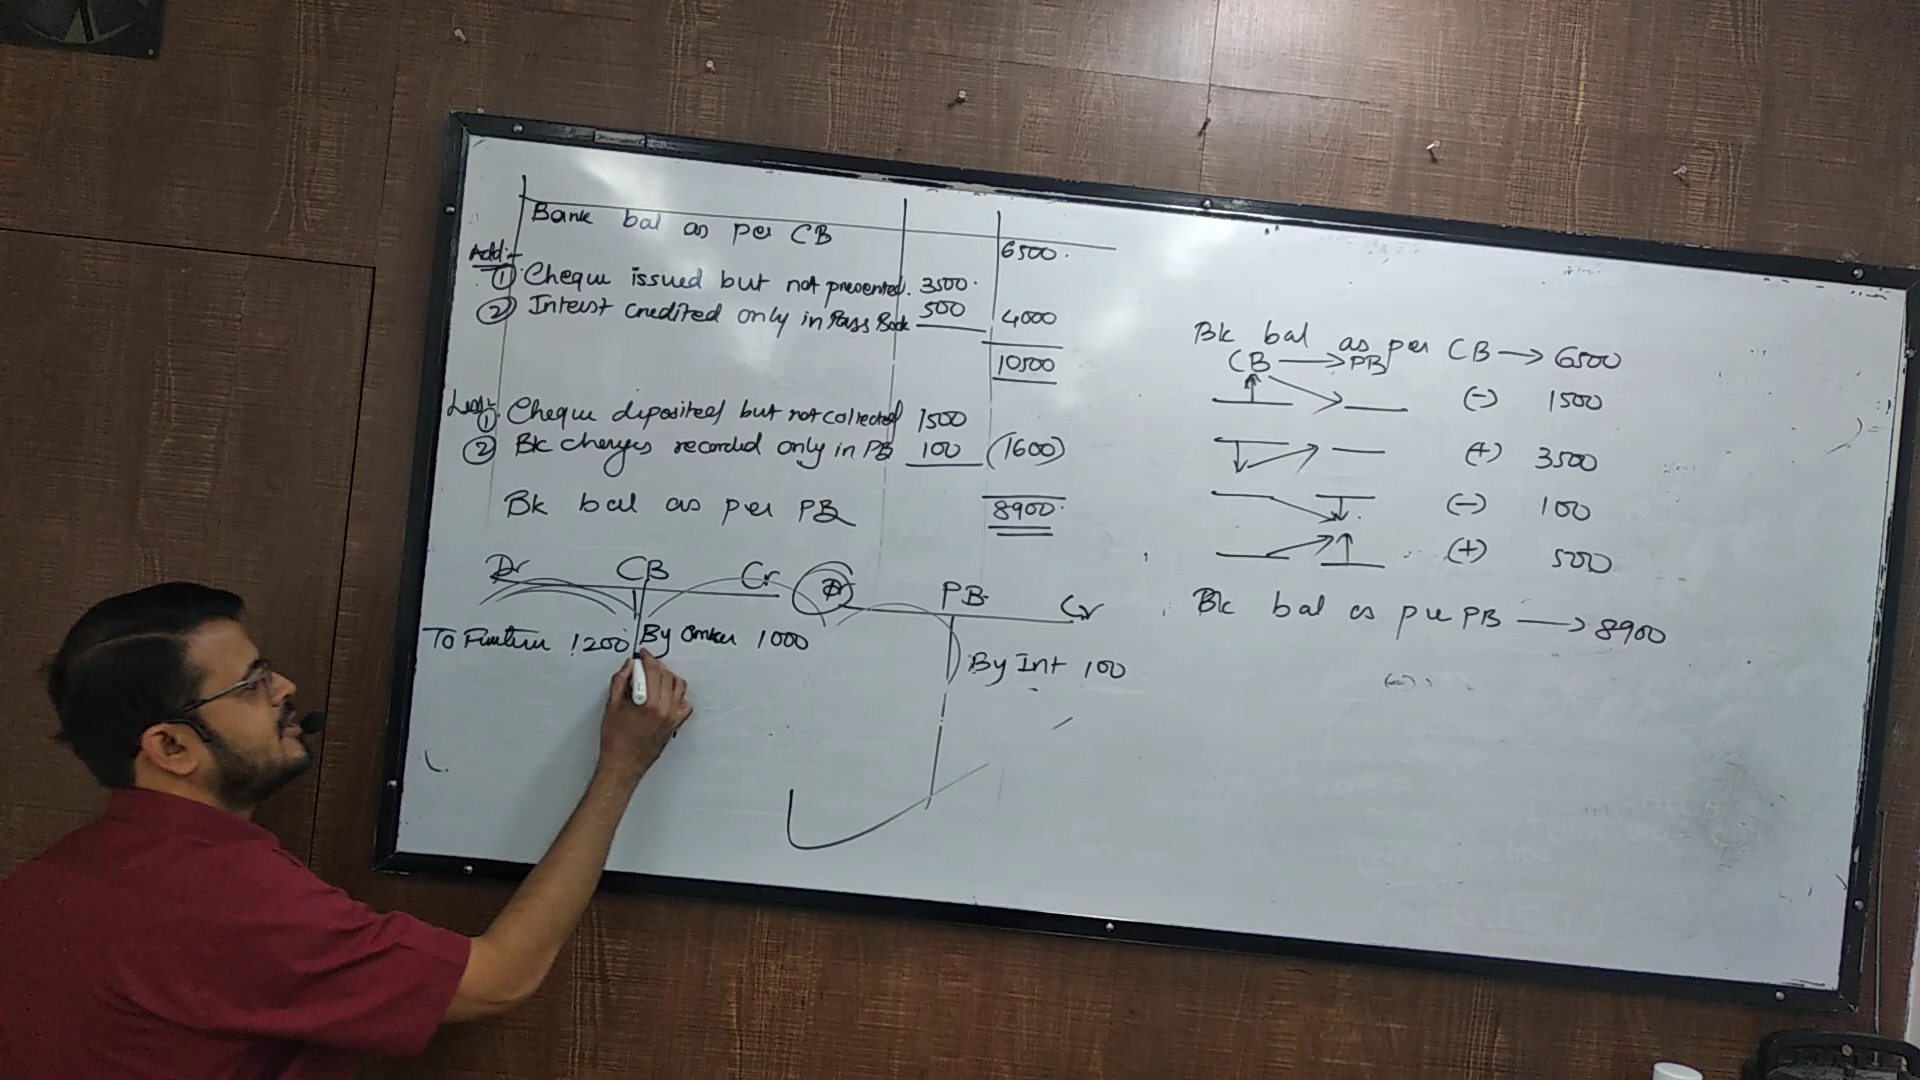 Bank bal as per CB 6500.
Add:-
① Cheque issued but not presented. 3500.
② Interst credited only in Pass Book 500 4000
10500
Less:-
① Cheque deposited but not collected 1500
② Bk charges recorded only in PB 100 (1600)
Bk bal as per PB 8900.
Dr CB Cr
To Furniture 1200 By 1000
Dr PB. Cr
By Int 100
Bk bal as per CB → 6500
CB → PB
(-) 1500
(+) 3500
(-) 100
(+) 500
Bk bal as per PB → 8900